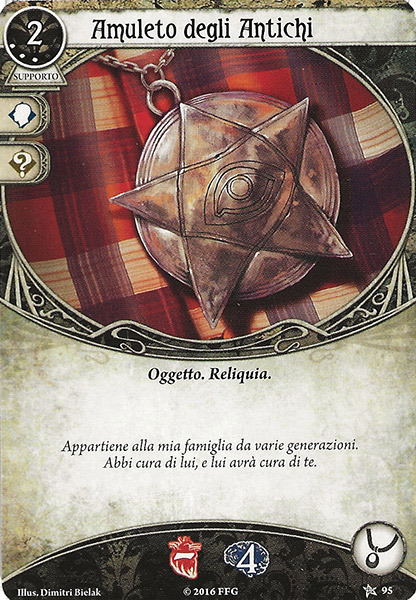 Amuleto degli Antichi
2
SUPPORTO
?
Oggetto. Reliquia.
Appartiene alla mia famiglia da varie generazioni.
Abbi cura di lui, e lui avrà cura di te.
4
Illus. Dimitri Bielak
© 2016 FFG
95